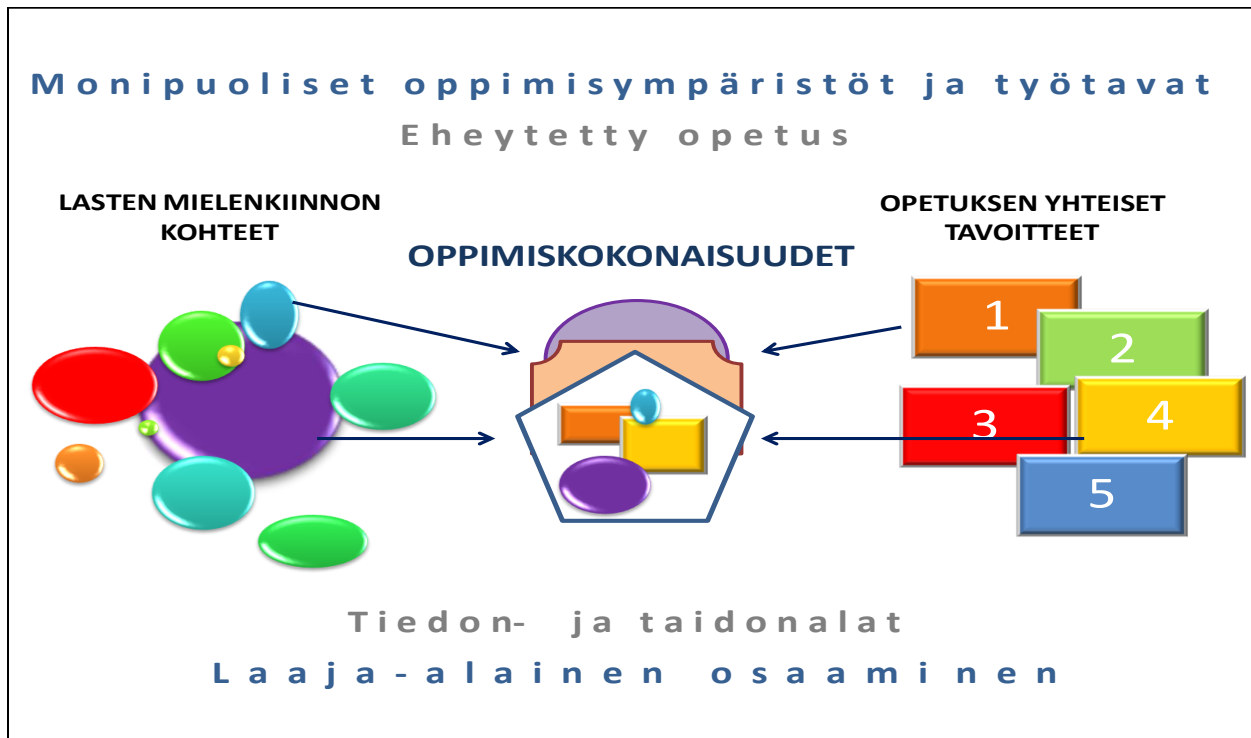 Monipuoliset oppimisympäristöt ja työtavat
Eheytetty opetus
LASTEN MIELENKIINNON
KOHTEET
OPETUKSEN YHTEISET
TAVOITTEET
OPPIMISKOKONAISUUDET
1
2
3
4
5
Tiedon- ja taidonalat
Laaja-alainen osaaminen